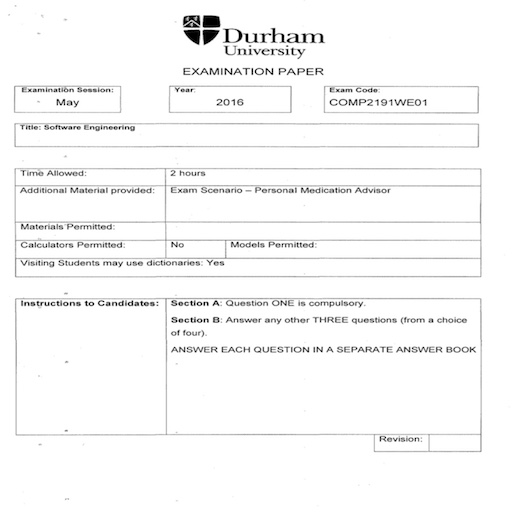 Durham
University
EXAMINATION PAPER
Examination Session:
May
Year:
2016
Exam Code:
COMP2191WE01
Title: Software Engineering
Time Allowed:
2 hours
Additional Material provided:
Exam Scenario – Personal Medication Advisor
Materials Permitted:
Calculators Permitted:
No
Models Permitted:
Visiting Students may use dictionaries: Yes
Instructions to Candidates:
Section A: Question ONE is compulsory.
Section B: Answer any other THREE questions (from a choice
of four).
ANSWER EACH QUESTION IN A SEPARATE ANSWER BOOK
Revision: